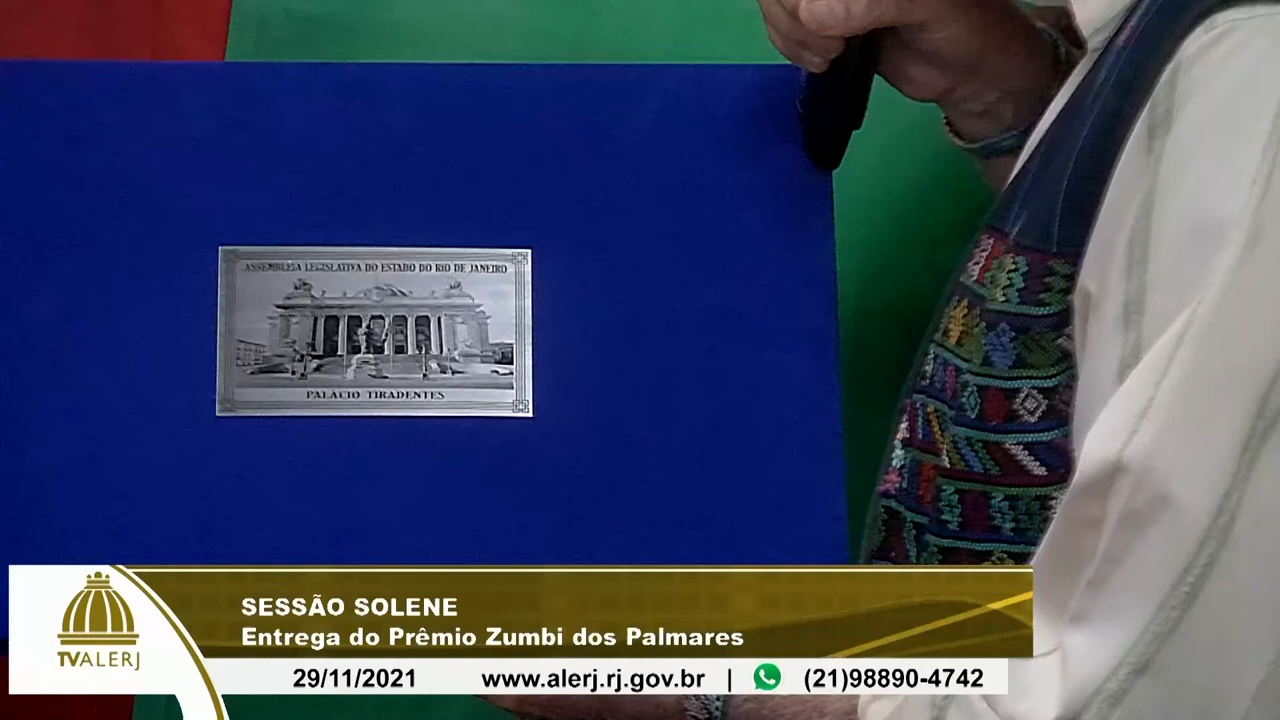 ASSEMBLEIA LEGISLATIVA DO ESTADO DO RIO DE JANEIRO
PALÁCIO TIRADENTES
SESSÃO SOLENE
Entrega do Prêmio Zumbi dos Palmares
TVALERJ
29/11/2021 www.alerj.rj.gov.br | (21)98890-4742